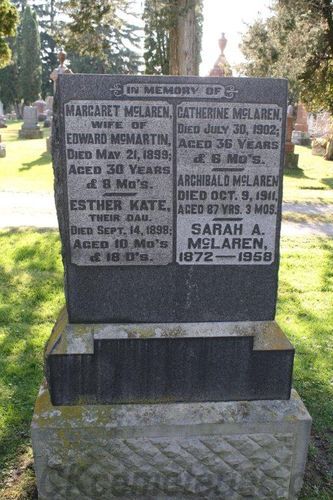 IN MEMORY OF
MARGARET McLAREN,
WIFE OF
EDWARD McMARTIN,
DIED MAY 21, 1899;
AGED 30 YEARS
& 8 MO'S.
ESTHER KATE,
THEIR DAU.
DIED SEPT. 14, 1898;
AGED 10 MO'S
& 18 D'S.
CATHERINE McLAREN,
DIED JULY 30, 1902;
AGED 36 YEARS
& 6 MO'S.
ARCHIBALD McLAREN
DIED OCT. 9, 1911,
AGED 87 YRS. 3 MOS.
SARAH A.
McLAREN,
1872 — 1958